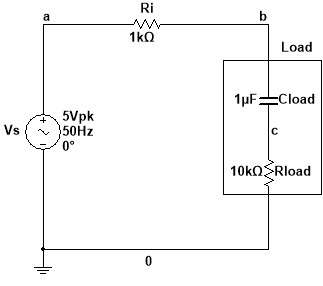 Ri
a
b
1kΩ
Load
1µF
Cload
5Vpk
Vs
50Hz
0°
c
10kΩ
Rload
0